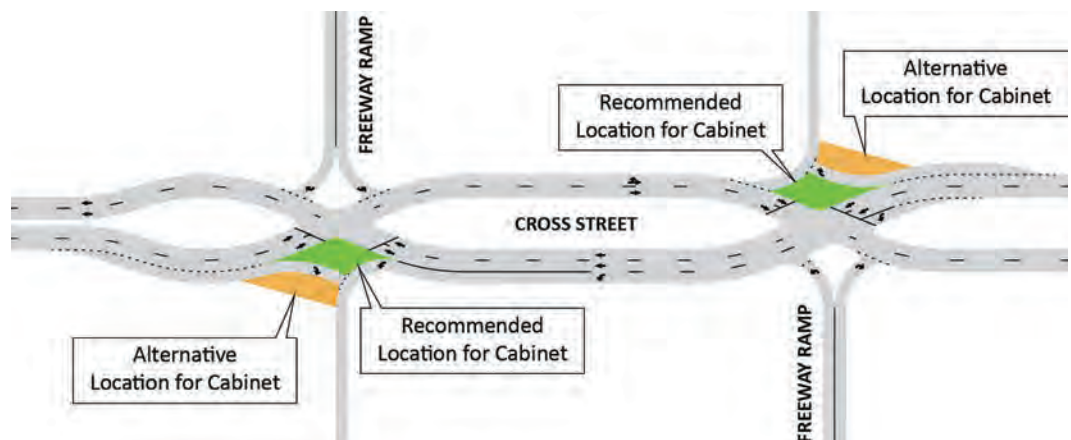 FREEWAY RAMP
Recommended
Location for Cabinet
Alternative
Location for Cabinet
CROSS STREET
Alternative
Location for Cabinet
Recommended
Location for Cabinet
FREEWAY RAMP